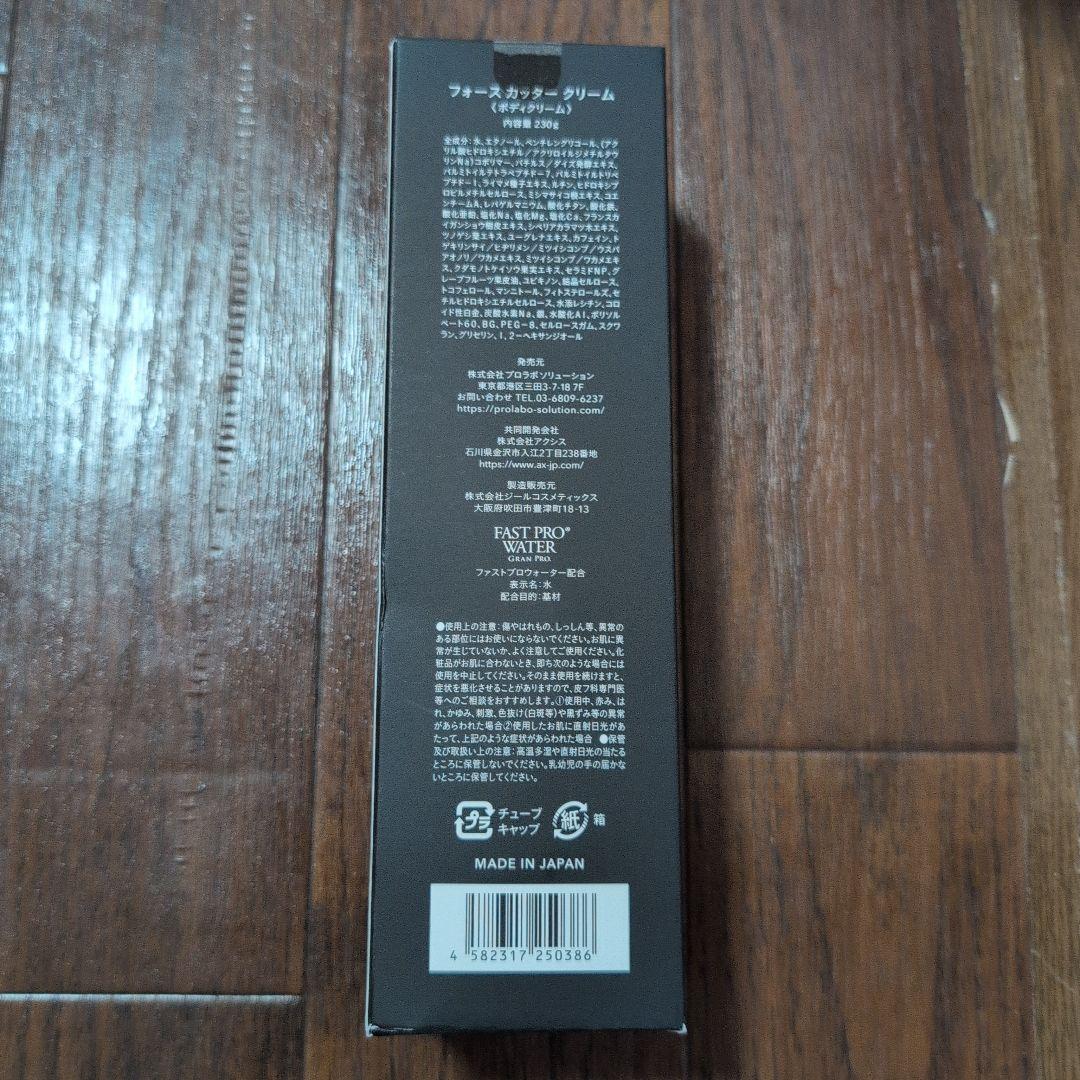 フォース カッター クリーム
《ボディクリーム》
内容量 230g
全成分：水、エタノール、ペンチレングリコール、(アク
リル酸ヒドロキシエチル/アクリロイルジメチルタウ
リンNa)コポリマー、バチルス/ダイズ発酵エキス、
パルミトイルテトラペプチド-7、パルミトイルトリペ
プチド-1、ライマメ種子エキス、ルチン、ヒドロキシプ
ロピルメチルセルロース、ミシマサイコ根エキス、コエ
ンチームA、レパゲルマニウム、酸化チタン、酸化鉄、
酸化亜鉛、塩化Na、塩化Mg、塩化Ca、フランスカ
イガンショウ樹皮エキス、シベリアカラマツ木エキス、
ツノゲシ葉エキス、ユーグレナエキス、カフェイン、ト
ゲキリンサイ/ヒヂリメン/ミツイシコンブ/ウスバ
アオノリ/ワカメエキス、ミツイシコンブ/ワカメエキ
ス、クダモノトケイソウ果実エキス、セラミドNP、グ
レープフルーツ果皮油、ユビキノン、結晶セルロース、
トコフェロール、マンニトール、フィトステロールズ、セ
チルヒドロキシエチルセルロース、水添レシチン、コロ
イド性白金、炭酸水素Na、銀、水酸化Al、ポリソル
ベート60、BG、PEG-8、セルロースガム、スクワ
ラン、グリセリン、1,2-ヘキサンジオール
発売元
株式会社プロラボソリューション
東京都港区三田3-7-18 7F
お問い合わせ TEL.03-6809-6237
https://prolabo-solution.com/
共同開発会社
株式会社アクシス
石川県金沢市入江2丁目238番地
https://www.ax-jp.com/
製造販売元
株式会社ジールコスメティックス
大阪府吹田市豊津町18-13
FAST PRO®
WATER
GRAN PRO.
ファストプロウォーター配合
表示名：水
配合目的：基材
●使用上の注意：傷やはれもの、しっしん等、異常の
ある部位にはお使いにならないでください。お肌に異
常が生じていないか、よく注意してご使用ください。化
粧品がお肌に合わないとき、即ち次のような場合には
使用を中止してください。そのまま使用を続けますと、
症状を悪化させることがありますので、皮フ科専門医
等へのご相談をおすすめします。①使用中、赤み、は
れ、かゆみ、刺激、色抜け(白斑等)や黒ずみ等の異常
があらわれた場合②使用したお肌に直射日光があ
たって、上記のような症状があらわれた場合 ●保管
及び取扱い上の注意：高温多湿や直射日光の当たる
ところに保管しないでください。乳幼児の手の届かな
いところに保管してください。
プラ チューブ 紙 箱
キャップ
MADE IN JAPAN
4 582317 250386